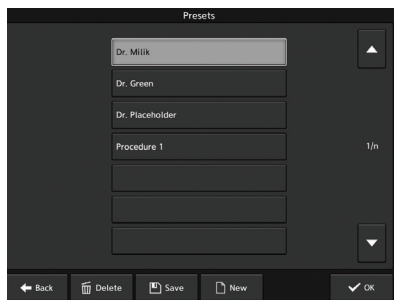 Presets
Dr. Milik
Dr. Green
Dr. Placeholder
Procedure 1
1/n
Back Delete Save New OK